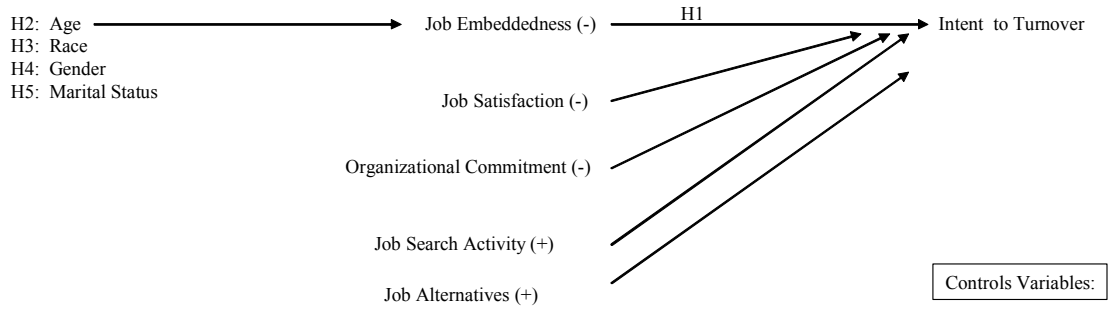 H2: Age
H3: Race
H4: Gender
H5: Marital Status
Job Embeddedness (-)
H1
Intent to Turnover
Job Satisfaction (-)
Organizational Commitment (-)
Job Search Activity (+)
Job Alternatives (+)
Controls Variables: